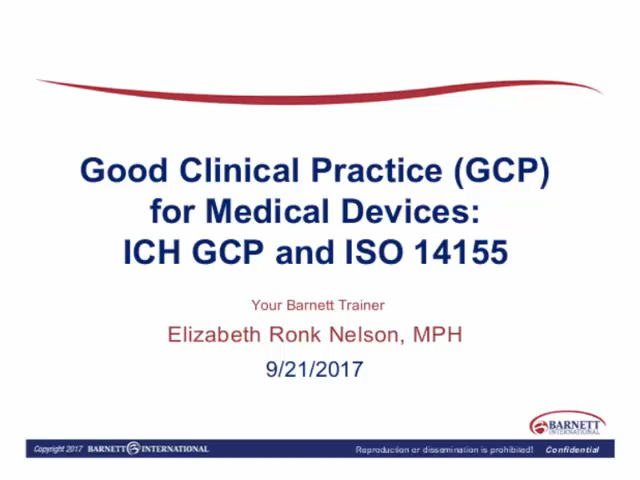 Good Clinical Practice (GCP)
for Medical Devices:
ICH GCP and ISO 14155
Your Barnett Trainer
Elizabeth Ronk Nelson, MPH
9/21/2017
BARNETT
INTERNATIONAL
Copyright 2017 BARNETT INTERNATIONAL Reproduction or dissemination is prohibited! Confidential